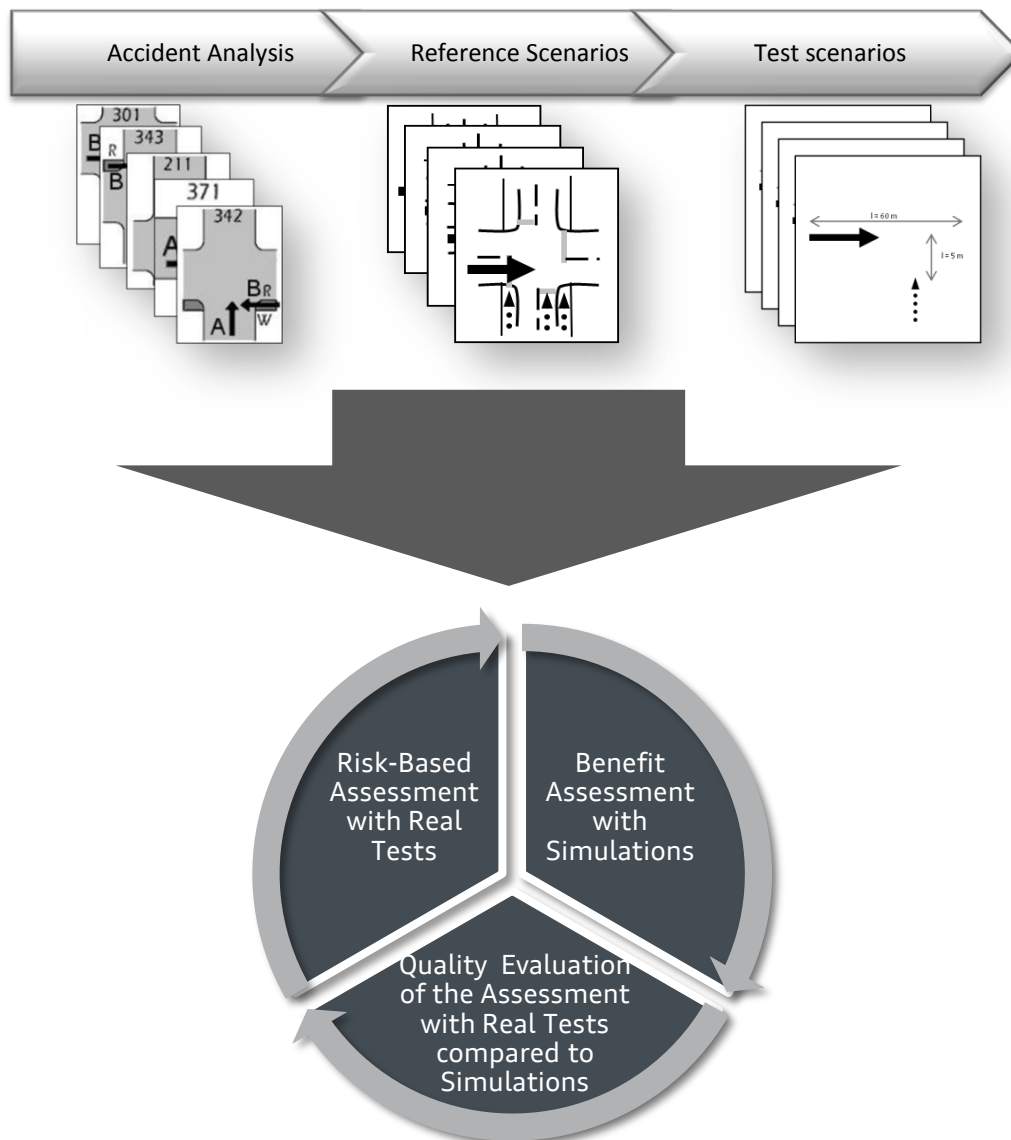 Accident Analysis
Reference Scenarios
Test scenarios
301
B
343
R
B
211
371
A
342
B R
A
W
l = 60 m
l = 5 m
Risk-Based
Assessment
with Real
Tests
Benefit
Assessment
with
Simulations
Quality Evaluation
of the Assessment
with Real Tests
compared to
Simulations